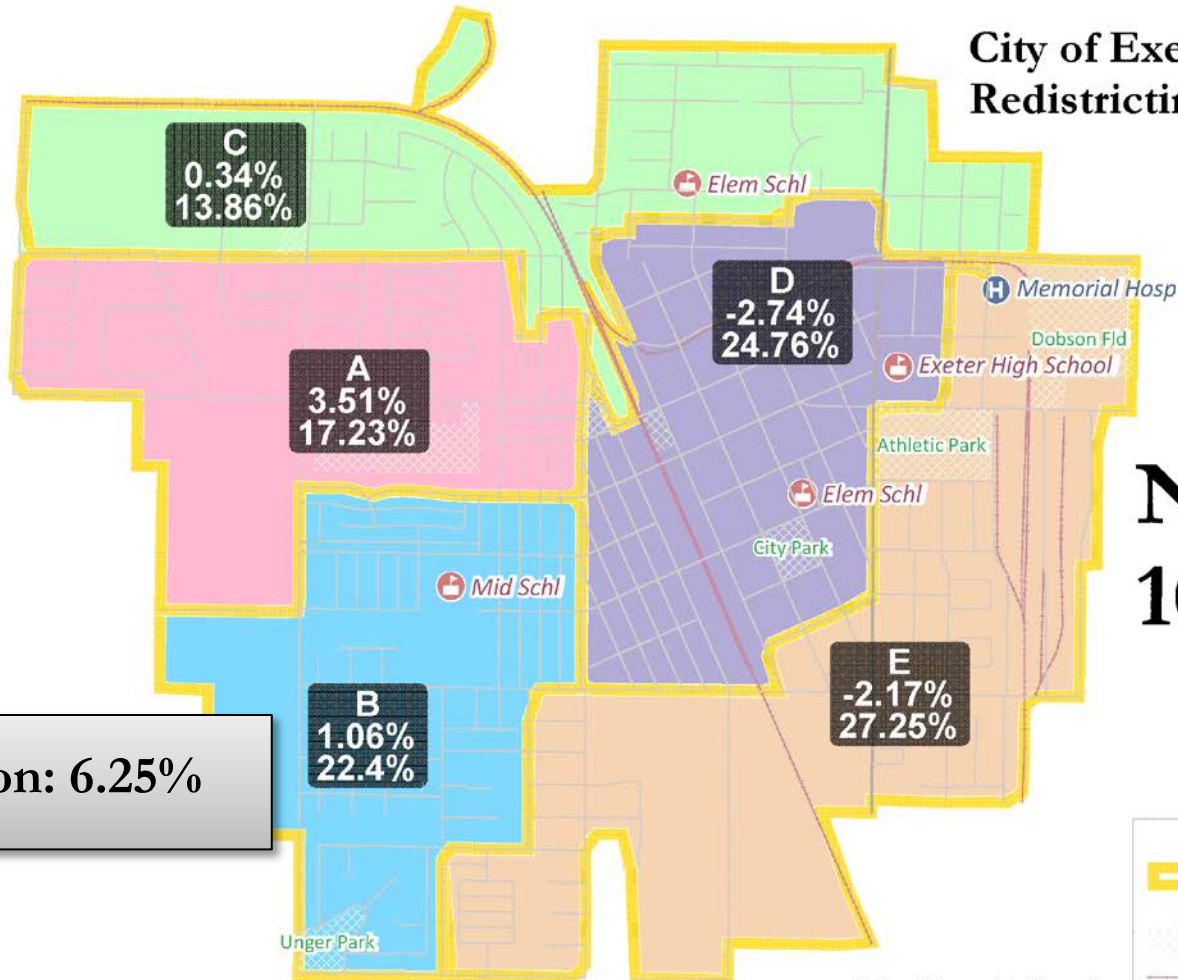 City of Exe
Redistrictin
C
0.34%
13.86%
Elem Schl
D
-2.74%
24.76%
Memorial Hosp
Dobson Fld
Exeter High School
A
3.51%
17.23%
Athletic Park
Elem Schl
City Park
N
Mid Schl
E
-2.17%
27.25%
B
1.06%
22.4%
on: 6.25%
Unger Park